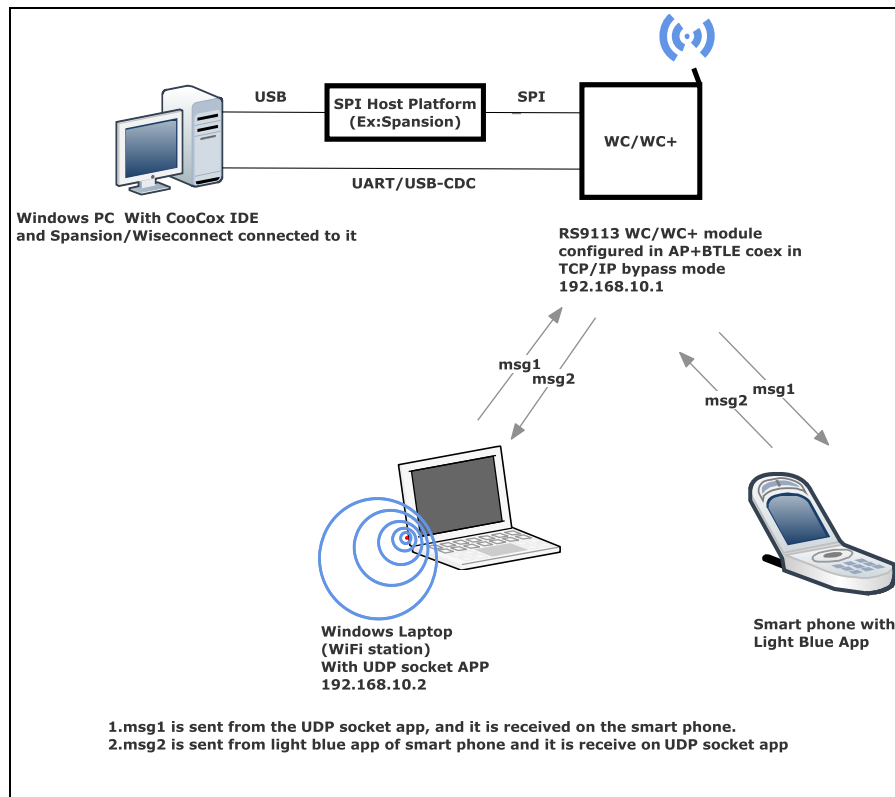 USB
SPI Host Platform
(Ex:Spansion)
SPI
WC/WC+
UART/USB-CDC
Windows PC  With CooCox IDE
and Spansion/Wiseconnect connected to it
RS9113 WC/WC+ module
configured in AP+BTLE coex in
TCP/IP bypass mode
192.168.10.1
msg1
msg2
msg1
msg2
Windows Laptop
(WiFi station)
With UDP socket APP
192.168.10.2
Smart phone with
Light Blue App
1.msg1 is sent from the UDP socket app, and it is received on the smart phone.
2.msg2 is sent from light blue app of smart phone and it is receive on UDP socket app